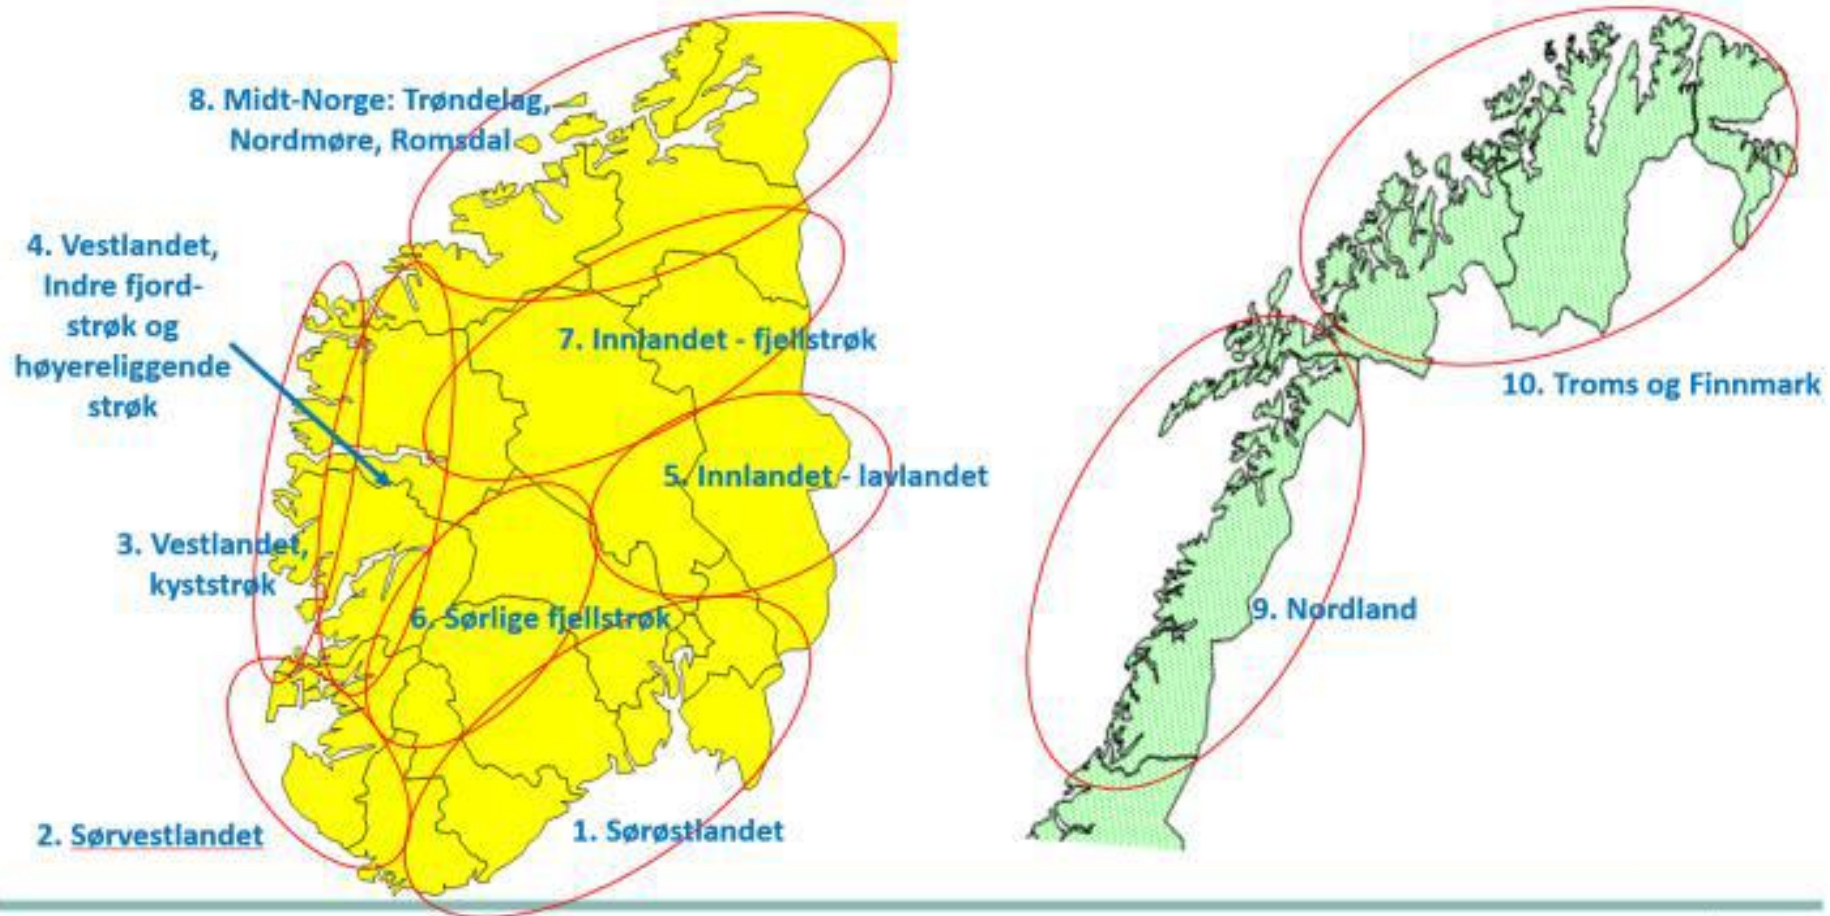 8. Midt-Norge: Trøndelag,
Nordmøre, Romsdal
4. Vestlandet,
Indre fjord-
strøk og
høyereliggende
strøk
7. Innlandet - fjellstrøk
10. Troms og Finnmark
5. Innlandet - lavlandet
3. Vestlandet,
kyststrøk
6. Sørlige fjellstrøk
9. Nordland
2. Sørvestlandet
1. Sørøstlandet